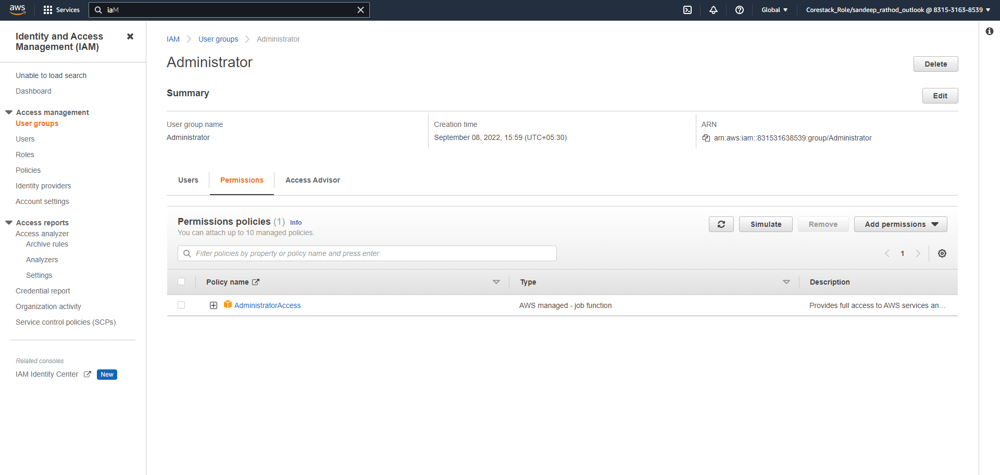 aws
Services
iaM
Global
Corestack_Role/sandeep_rathod_outlook @ 8315-3163-8539
Identity and Access
Management (IAM)
Unable to load search
Dashboard
Access management
User groups
Users
Roles
Policies
Identity providers
Account settings
Access reports
Access analyzer
Archive rules
Analyzers
Settings
Credential report
Organization activity
Service control policies (SCPs)
Related consoles
IAM Identity Center New
IAM
User groups
Administrator
Administrator
Delete
Summary
Edit
User group name
Administrator
Creation time
September 08, 2022, 15:59 (UTC+05:30)
ARN
arn:aws:iam::831531638539:group/Administrator
Users
Permissions
Access Advisor
Permissions policies (1) Info
You can attach up to 10 managed policies.
Simulate
Remove
Add permissions
Filter policies by property or policy name and press enter
1
Policy name
Type
Description
AdministratorAccess
AWS managed - job function
Provides full access to AWS services an…